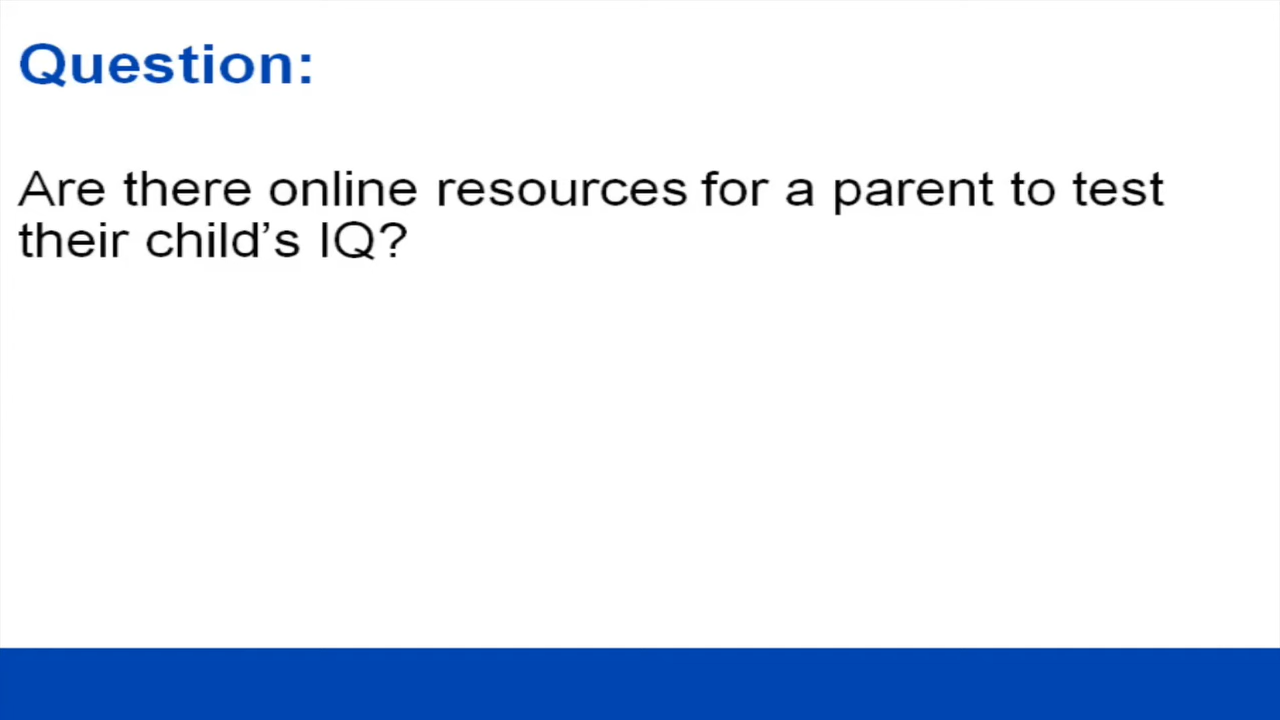 Question:
Are there online resources for a parent to test
their child’s IQ?